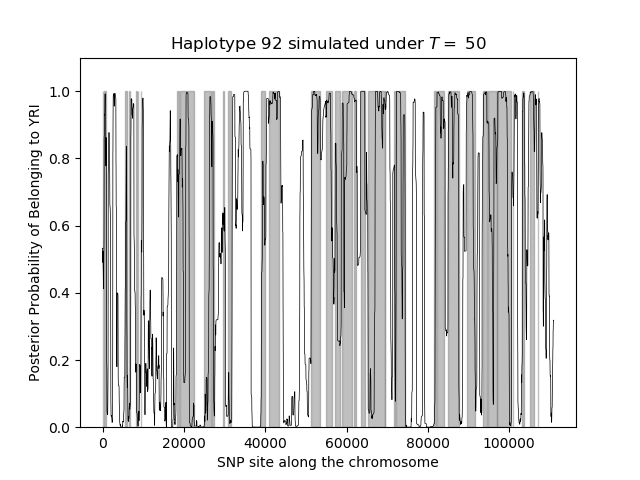 Haplotype 92 simulated under T = 50
Posterior Probability of Belonging to YRI
1.0
0.8
0.6
0.4
0.2
0.0
0 20000 40000 60000 80000 100000
SNP site along the chromosome